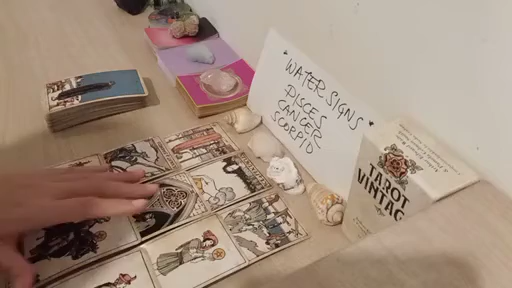 WATER SIGNS
PISCES
CANCER
SCORPIO
TAROT
VINTAG